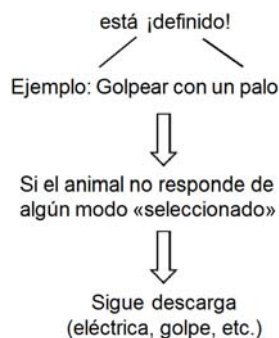 está ¡definido!
Ejemplo: Golpear con un palo
Si el animal no responde de
algún modo «seleccionado»
Sigue descarga
(eléctrica, golpe, etc.)